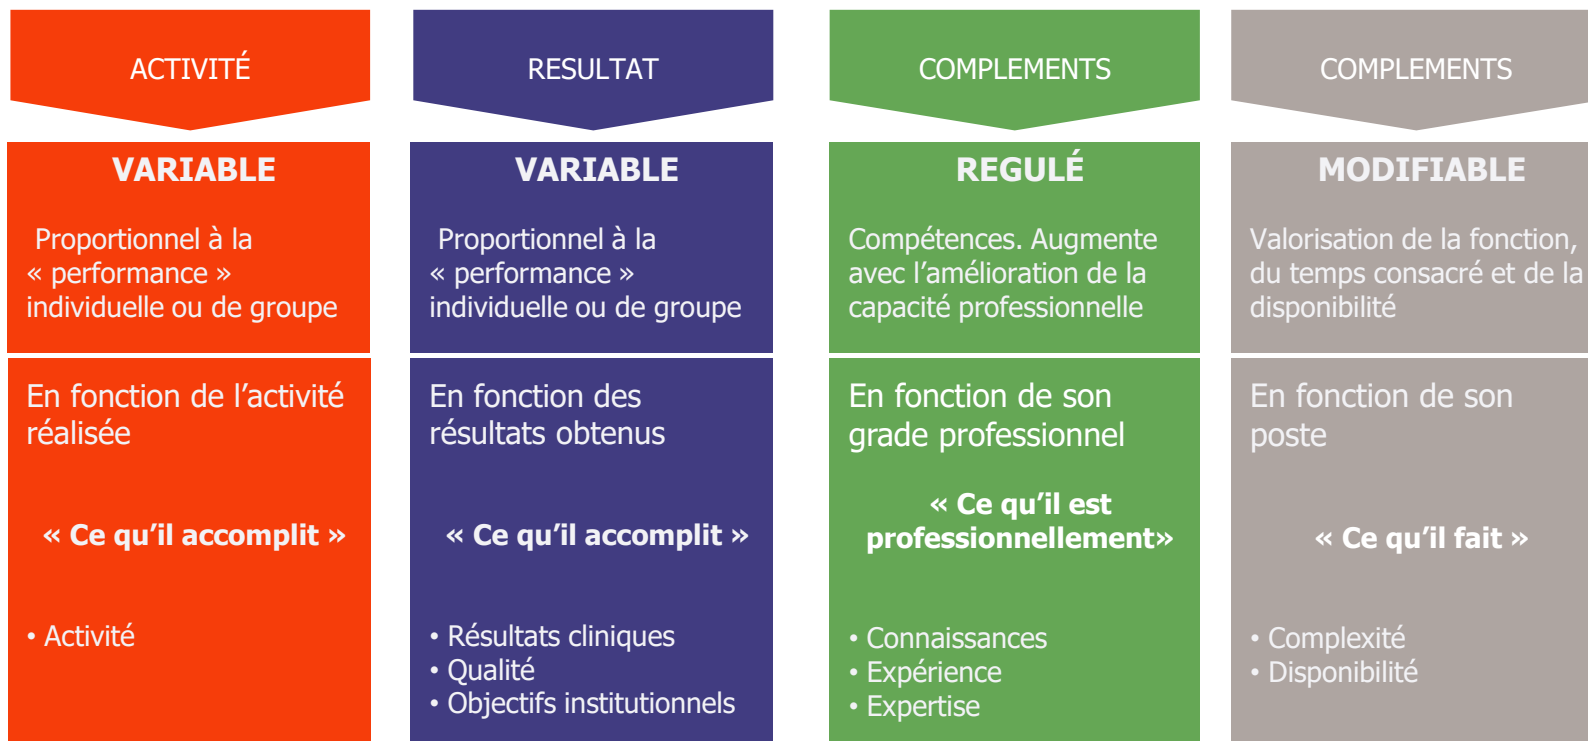 ACTIVITÉ
VARIABLE
Proportionnel à la
« performance »
individuelle ou de groupe
En fonction de l’activité
réalisée
« Ce qu’il accomplit »
• Activité
RESULTAT
VARIABLE
Proportionnel à la
« performance »
individuelle ou de groupe
En fonction des
résultats obtenus
« Ce qu’il accomplit »
• Résultats cliniques
• Qualité
• Objectifs institutionnels
COMPLEMENTS
REGULÉ
Compétences. Augmente
avec l’amélioration de la
capacité professionnelle
En fonction de son
grade professionnel
« Ce qu’il est
professionnellement»
• Connaissances
• Expérience
• Expertise
COMPLEMENTS
MODIFIABLE
Valorisation de la fonction,
du temps consacré et de la
disponibilité
En fonction de son
poste
« Ce qu’il fait »
• Complexité
• Disponibilité